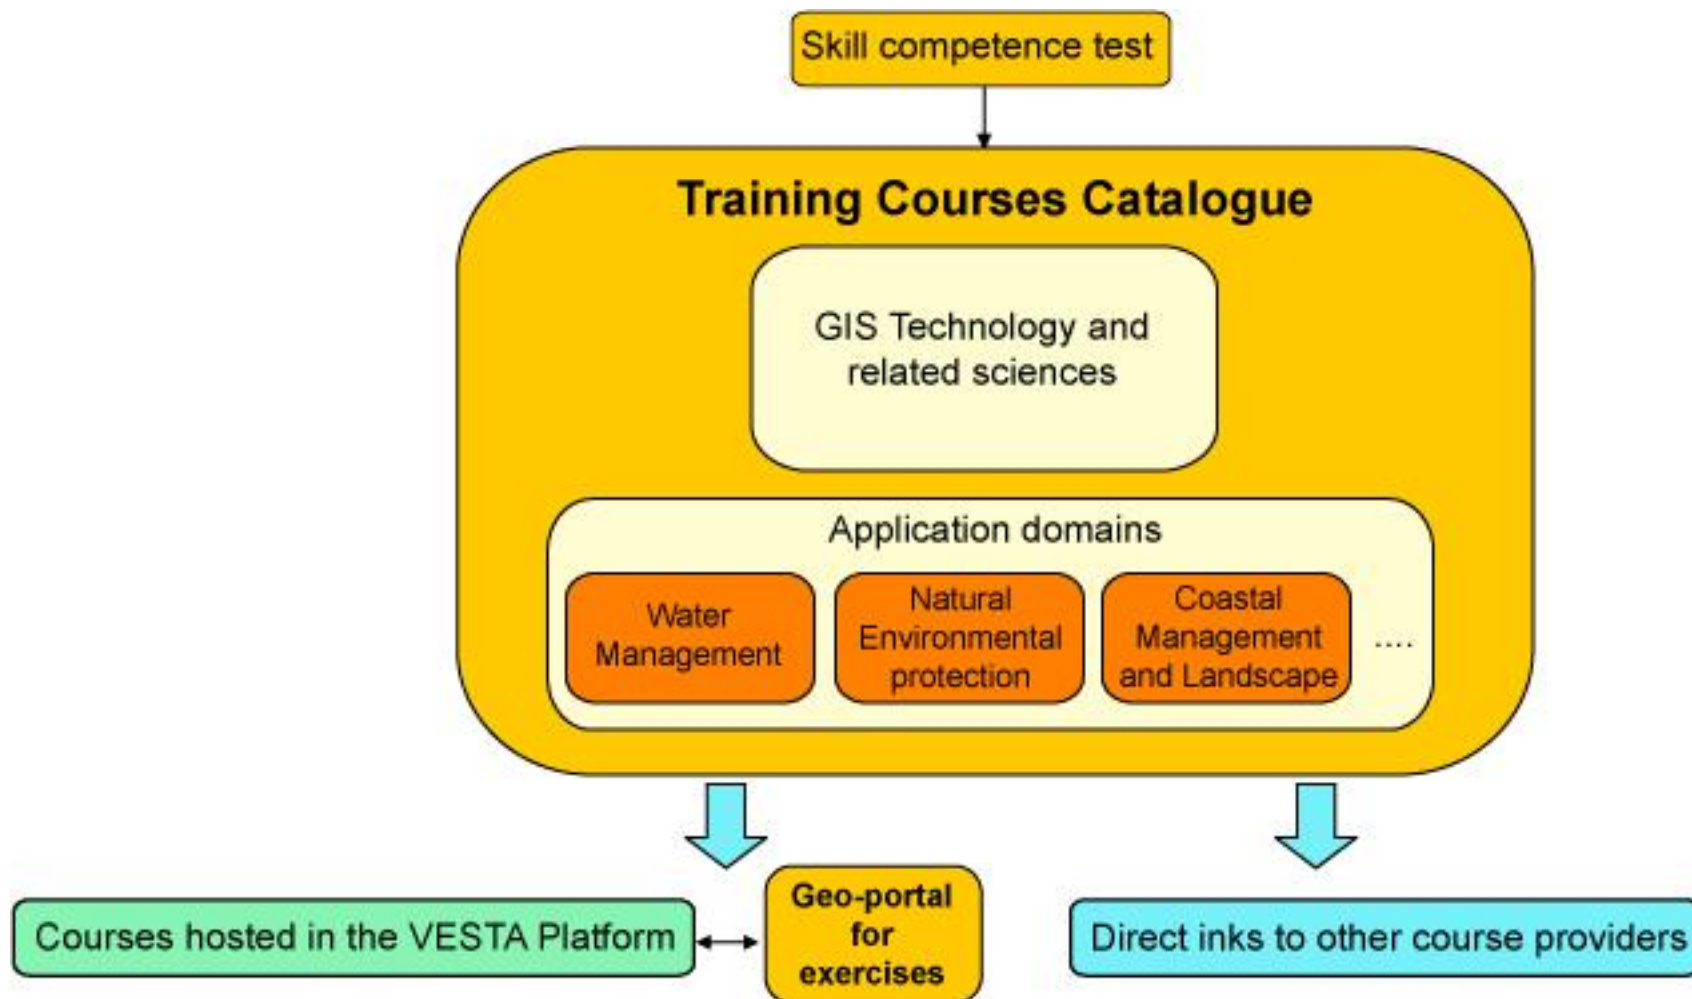 Skill competence test
Training Courses Catalogue
GIS Technology and
related sciences
Application domains
Water
Management
Natural
Environmental
protection
Coastal
Management
and Landscape
....
Courses hosted in the VESTA Platform
Geo-portal
for
exercises
Direct inks to other course providers